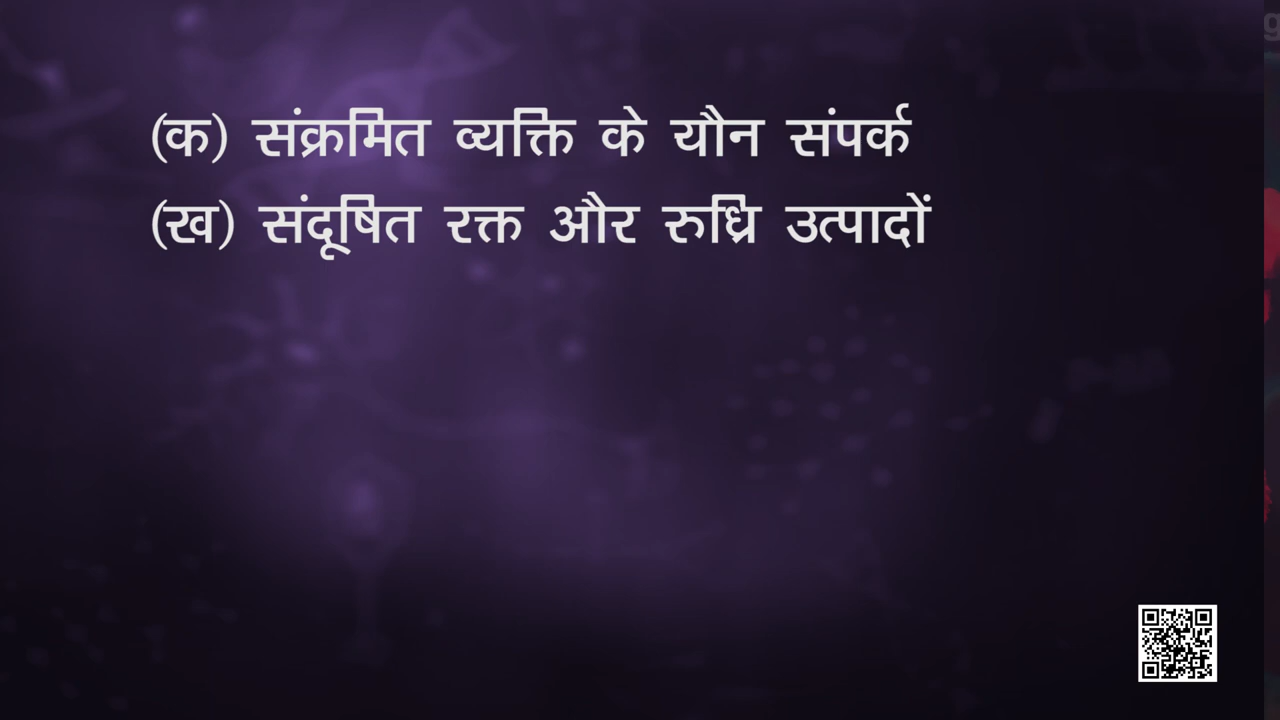 (क) संक्रमित व्यक्ति के यौन संपर्क
(ख) संदूषित रक्त और रुध्रि उत्पादों